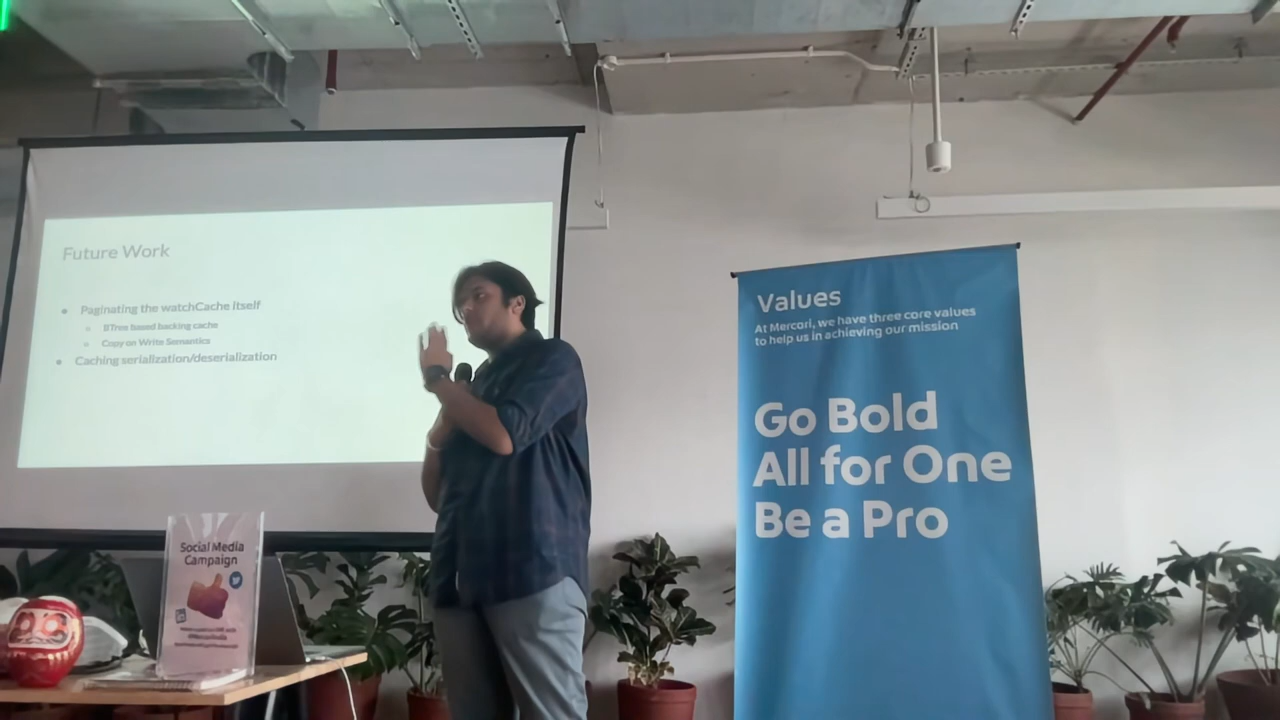 Future Work
Paginating the watchCache itself
BTree based backing cache
Copy on Write Semantics
Caching serialization/deserialization
Social Media
Campaign
Values
At Mercari, we have three core values
to help us in achieving our mission
Go Bold
All for One
Be a Pro